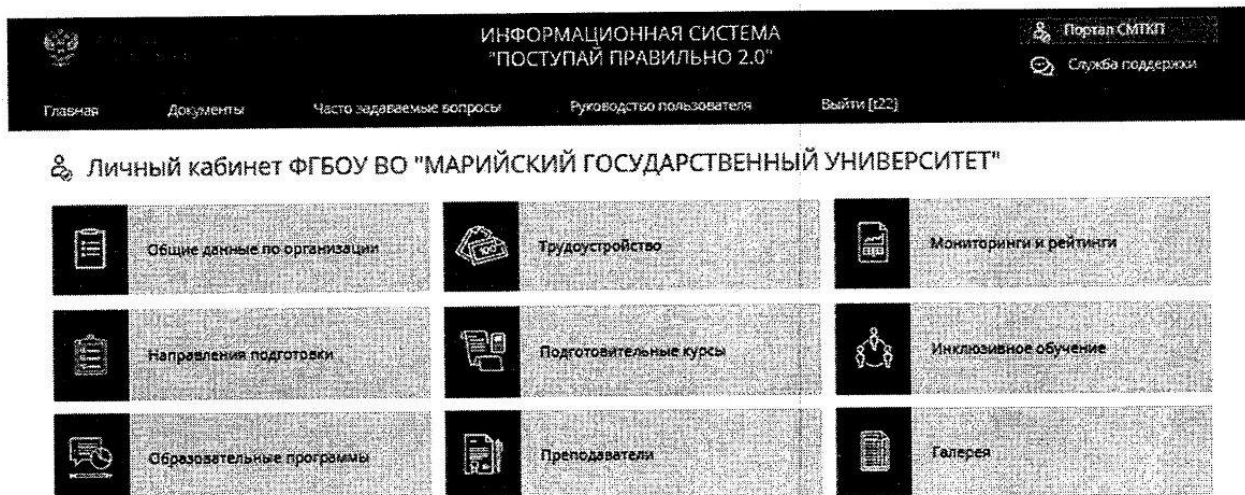 ИНФОРМАЦИОННАЯ СИСТЕМА
"ПОСТУПАЙ ПРАВИЛЬНО 2.0"
Портал СМТКП
Служба поддержки
Главная Документы Часто задаваемые вопросы Руководство пользователя Выйти [t22]
Личный кабинет ФГБОУ ВО "МАРИЙСКИЙ ГОСУДАРСТВЕННЫЙ УНИВЕРСИТЕТ"
Общие данные по организации Трудоустройство Мониторинги и рейтинги
Направления подготовки Подготовительные курсы Инклюзивное обучение
Образовательные программы Преподаватели Галерея